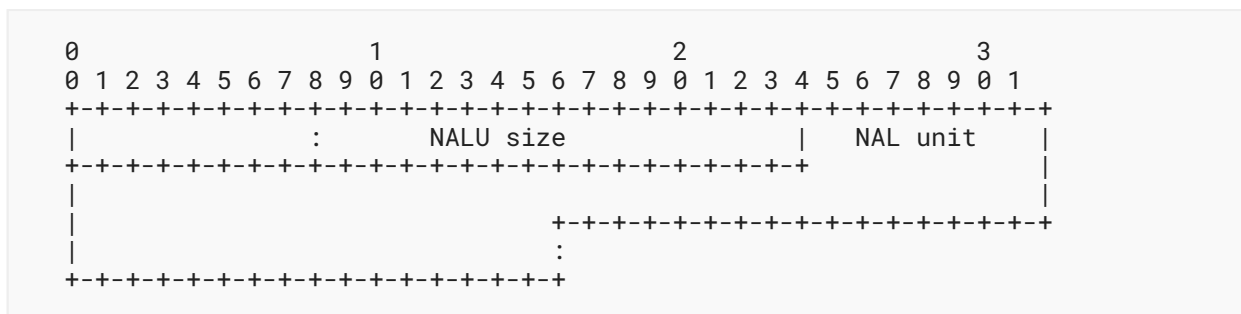 0                   1                   2                   3
0 1 2 3 4 5 6 7 8 9 0 1 2 3 4 5 6 7 8 9 0 1 2 3 4 5 6 7 8 9 0 1
+-+-+-+-+-+-+-+-+-+-+-+-+-+-+-+-+-+-+-+-+-+-+-+-+-+-+-+-+-+-+-+-+
|               :       NALU size               |   NAL unit    |
+-+-+-+-+-+-+-+-+-+-+-+-+-+-+-+-+-+-+-+-+-+-+-+-+               |
|                                                               |
|                               +-+-+-+-+-+-+-+-+-+-+-+-+-+-+-+-+
|                               :
+-+-+-+-+-+-+-+-+-+-+-+-+-+-+-+-+